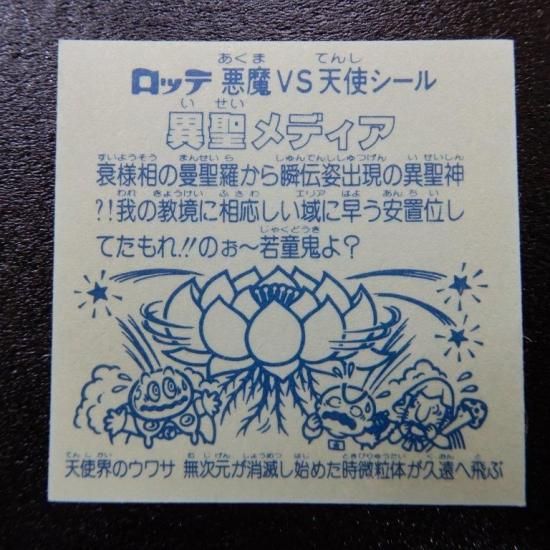 ロッテ 悪魔VS天使シール
異聖メディア
衰様相の曼聖羅から瞬伝姿出現の異聖神
?!我の教境に相応しい域に早う安置位し
てたもれ!!のぉ～若童鬼よ?
天使界のウワサ 無次元が消滅し始めた時微粒体が久遠へ飛ぶ